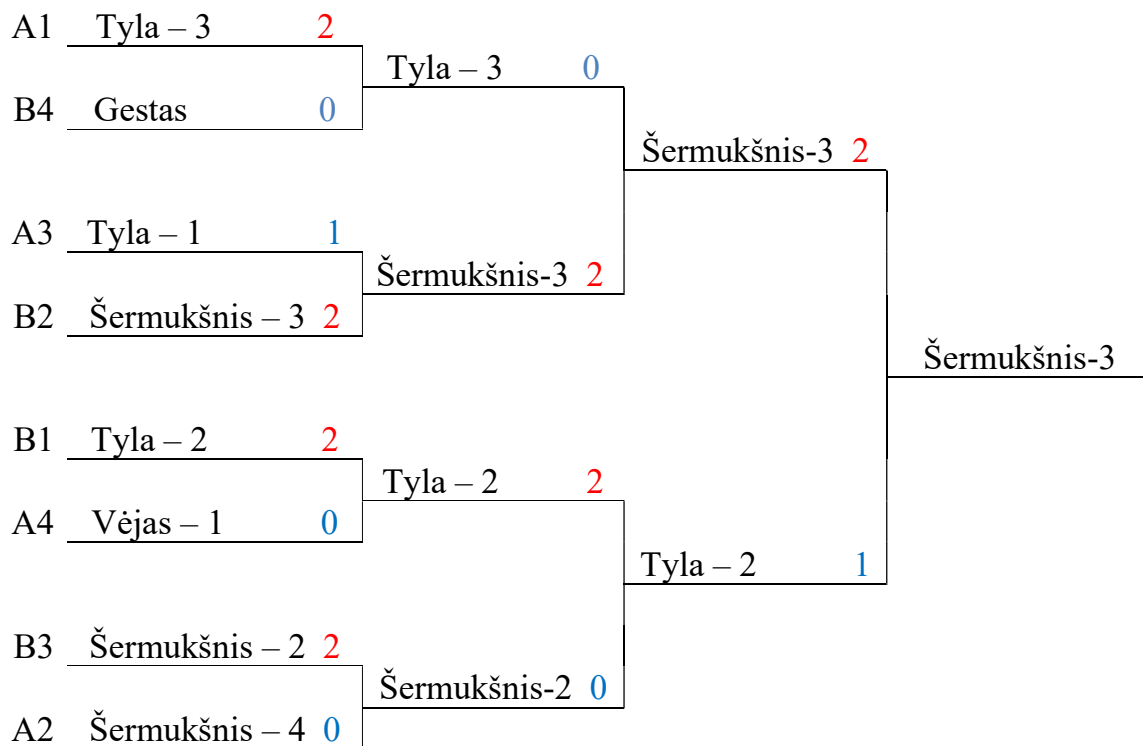 A1 Tyla – 3 2
Tyla – 3 0
B4 Gestas 0
Šermukšnis-3 2
A3 Tyla – 1 1
Šermukšnis-3 2
B2 Šermukšnis – 3 2
Šermukšnis-3
B1 Tyla – 2 2
Tyla – 2 2
A4 Vėjas – 1 0
Tyla – 2 1
B3 Šermukšnis – 2 2
Šermukšnis-2 0
A2 Šermukšnis – 4 0